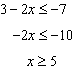 3 − 2x ≤ −7
−2x ≤ −10
x ≥ 5